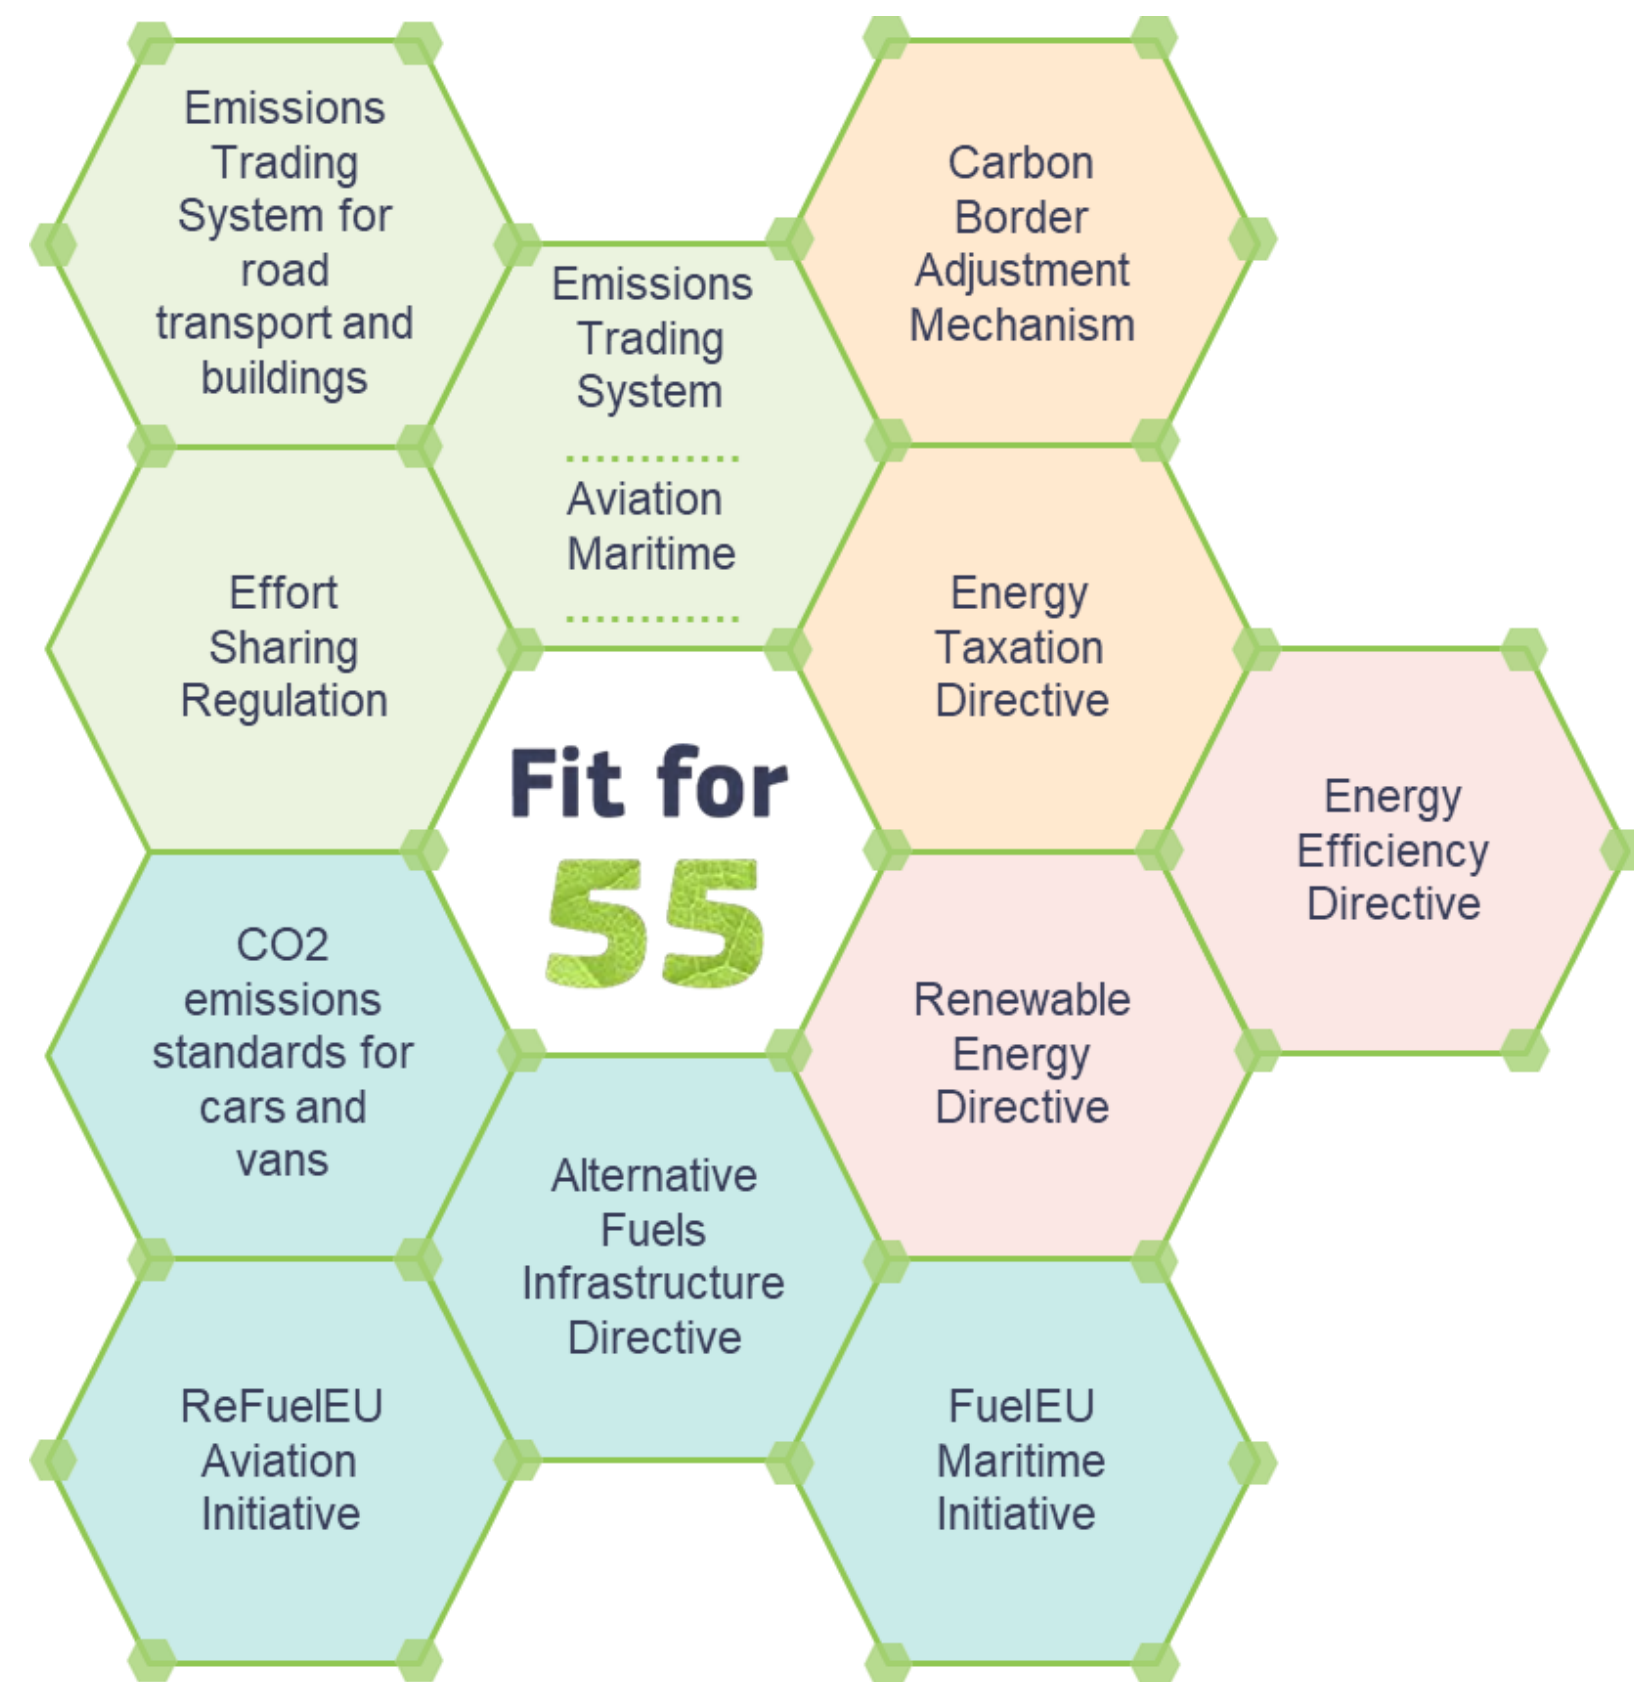 Emissions
Trading
System for
road
transport and
buildings
Emissions
Trading
System
Aviation
Maritime
Carbon
Border
Adjustment
Mechanism
Effort
Sharing
Regulation
Fit for
55
Energy
Taxation
Directive
Energy
Efficiency
Directive
CO2
emissions
standards for
cars and
vans
Alternative
Fuels
Infrastructure
Directive
Renewable
Energy
Directive
ReFuelEU
Aviation
Initiative
FuelEU
Maritime
Initiative